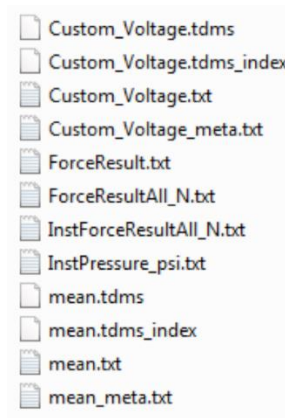 Custom_Voltage.tdms
Custom_Voltage.tdms_index
Custom_Voltage.txt
Custom_Voltage_meta.txt
ForceResult.txt
ForceResultAll_N.txt
InstForceResultAll_N.txt
InstPressure_psi.txt
mean.tdms
mean.tdms_index
mean.txt
mean_meta.txt